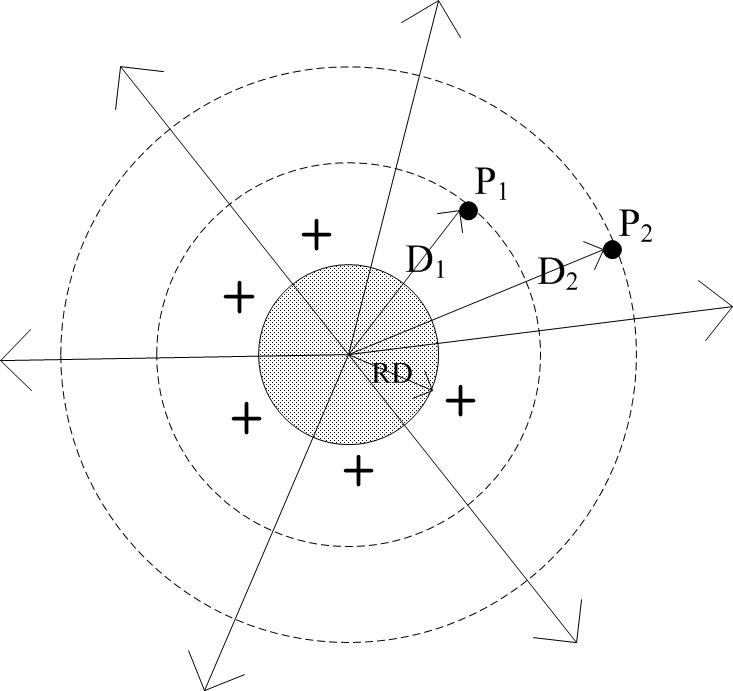 P₁
P₂
D₁
D₂
RD
+
+
+
+
+